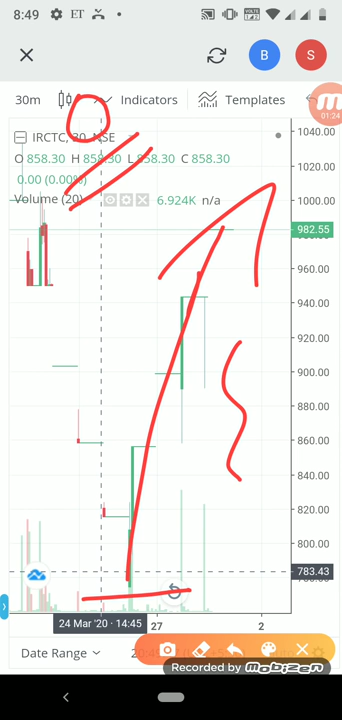 8:49 ET VOLTE 1
B S
30m Indicators Templates
01:24
IRCTC, 30, NSE
O 858.30 H 858.30 L 858.30 C 858.30
0.00 (0.00%)
Volume (20) 6.924K n/a
1040.00
1020.00
1000.00
982.55
960.00
940.00
920.00
900.00
880.00
860.00
840.00
820.00
800.00
783.43
24 Mar '20 - 14:45 27 2
Date Range
Recorded by mobizen